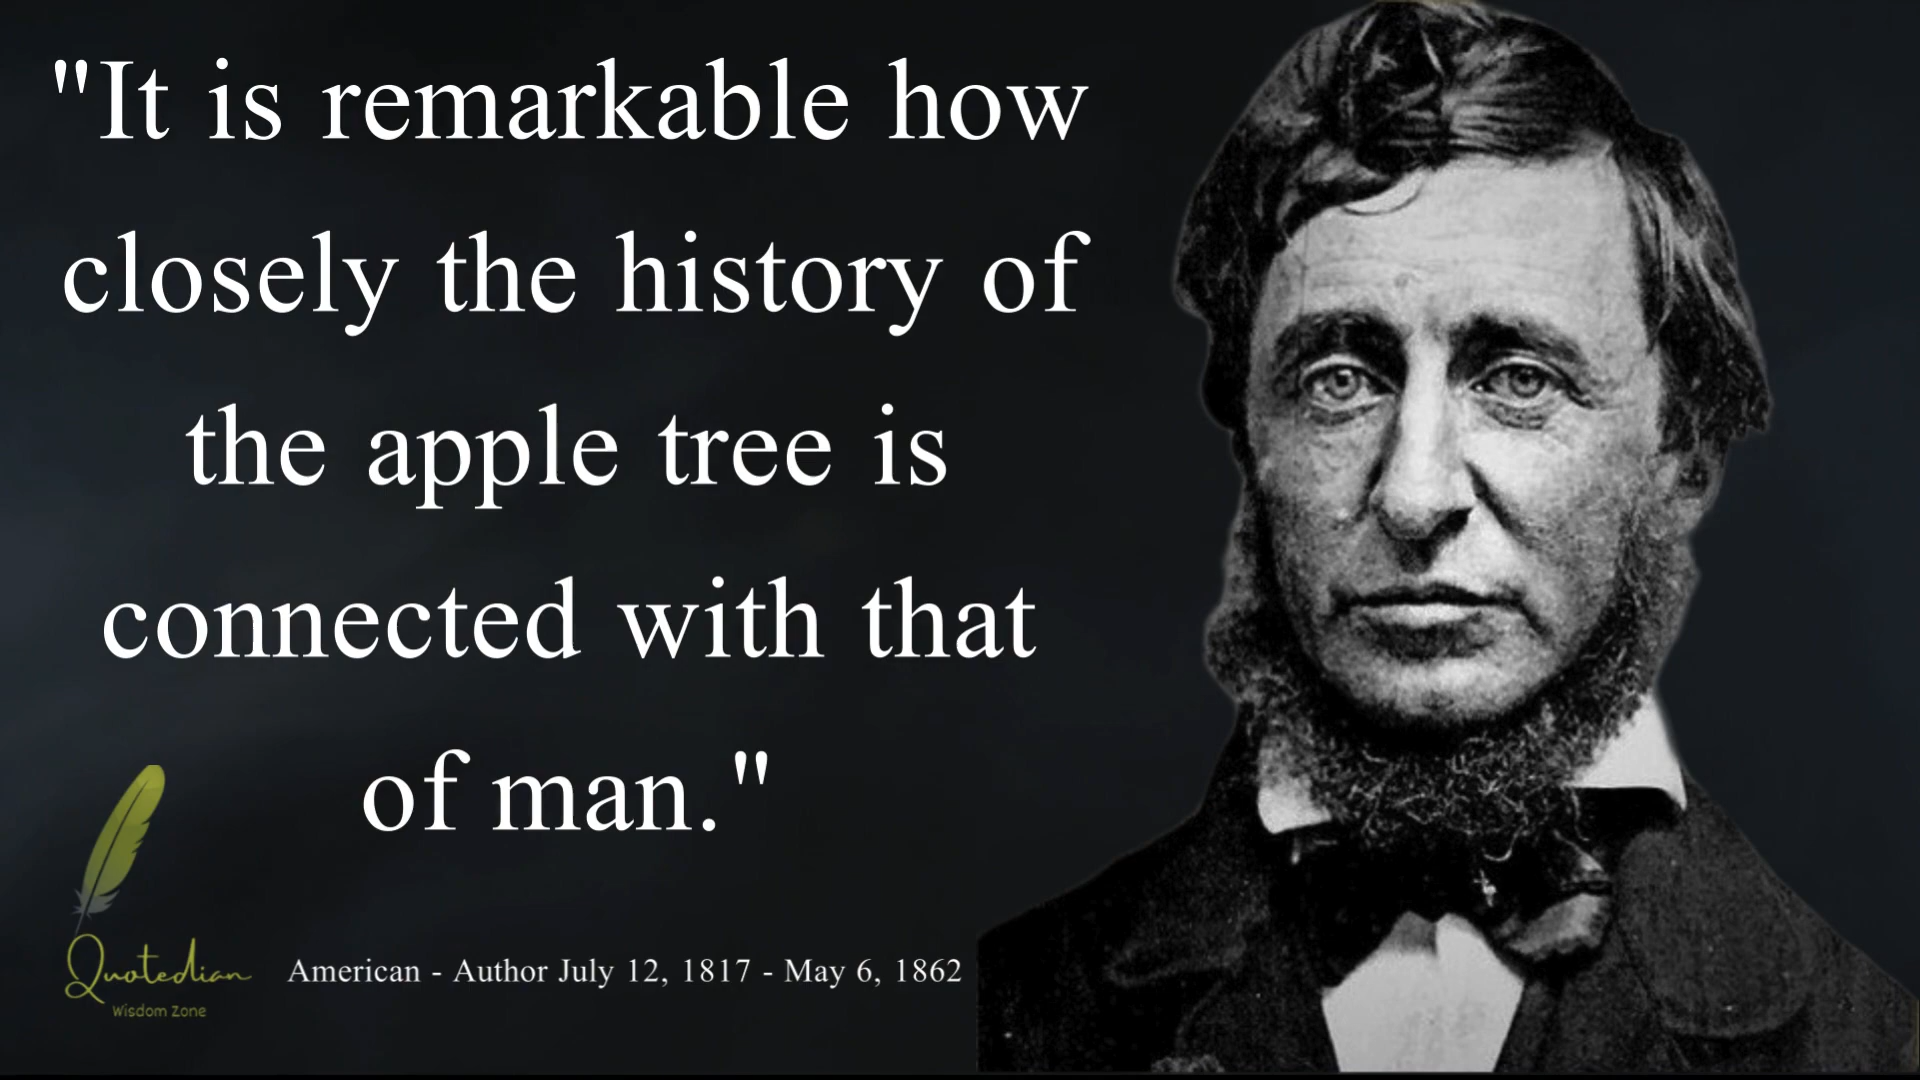 "It is remarkable how
closely the history of
the apple tree is
connected with that
of man."
Quotedian
Wisdom Zone
American - Author July 12, 1817 - May 6, 1862